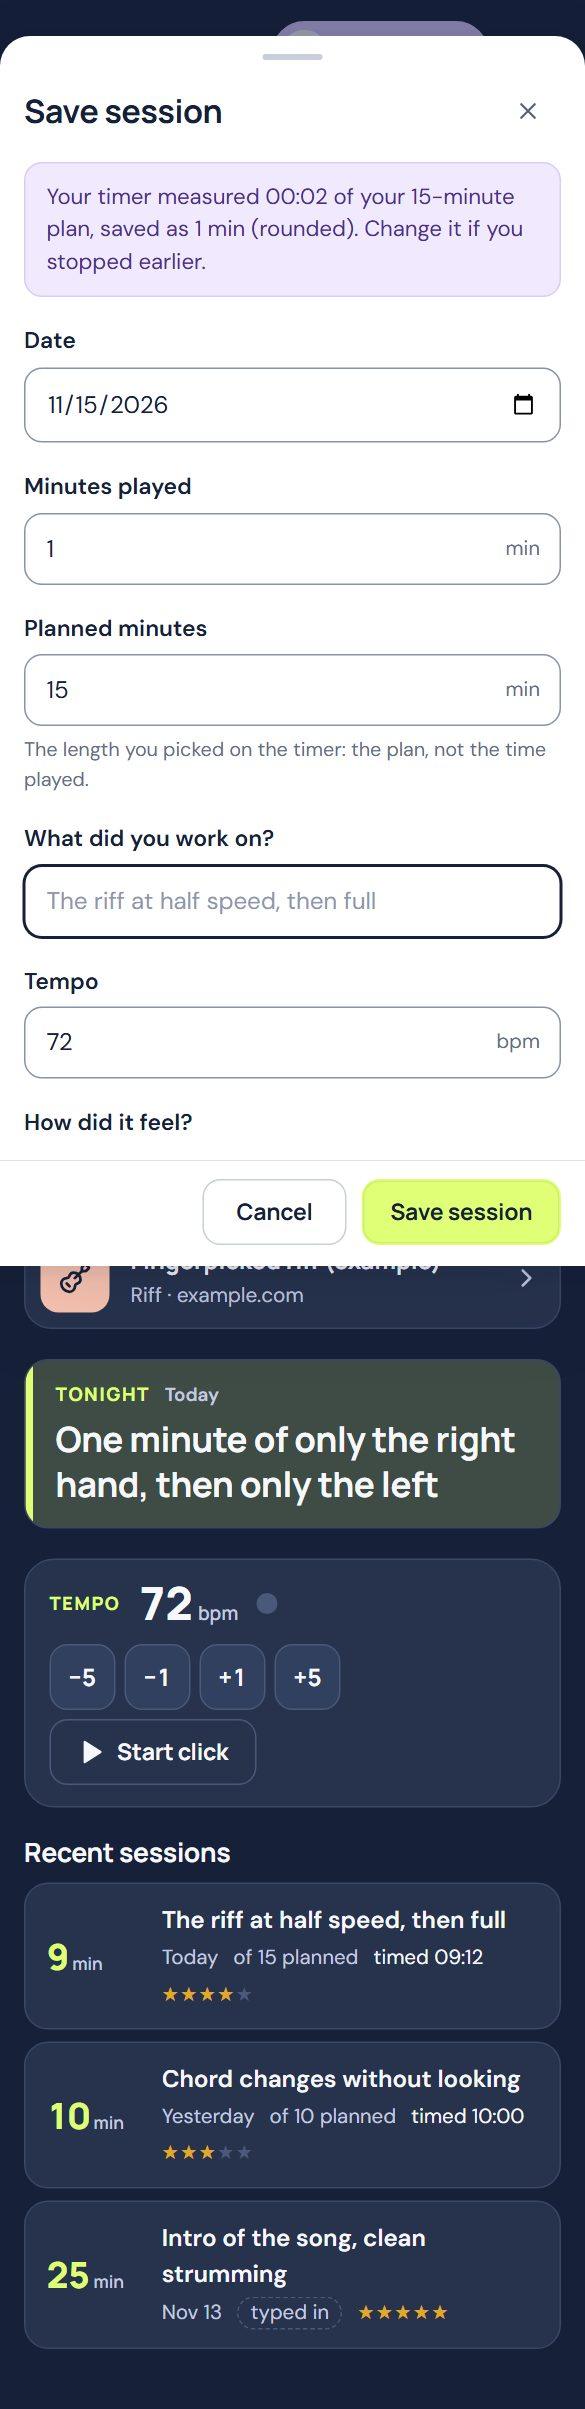 Save session
Your timer measured 00:02 of your 15-minute
plan, saved as 1 min (rounded). Change it if you
stopped earlier.
Date
11/15/2026
Minutes played
1 min
Planned minutes
15 min
The length you picked on the timer: the plan, not the time
played.
What did you work on?
The riff at half speed, then full
Tempo
72 bpm
How did it feel?
Cancel Save session
Fingerpicked riff (example)
Riff · example.com
TONIGHT Today
One minute of only the right
hand, then only the left
TEMPO 72 bpm
−5 −1 +1 +5
Start click
Recent sessions
The riff at half speed, then full
9 min Today of 15 planned timed 09:12
Chord changes without looking
10 min Yesterday of 10 planned timed 10:00
Intro of the song, clean
strumming
25 min Nov 13 typed in